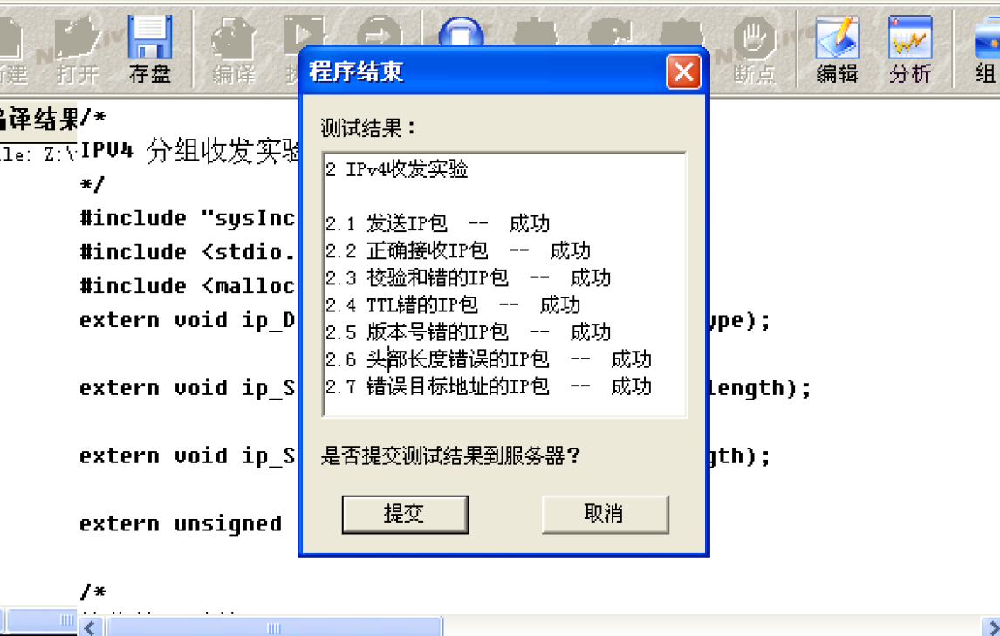 打开
存盘
编译
断点
编辑
分析
组
程序结束
译结果
IPV4 分组收发实验
*/
/*
#include "sysInc
#include <stdio.
#include <malloc
extern void ip_D
ype);
extern void ip_S
length);
extern void ip_S
gth);
extern unsigned
/*
测试结果：
2 IPv4收发实验
2.1 发送IP包 -- 成功
2.2 正确接收IP包 -- 成功
2.3 校验和错的IP包 -- 成功
2.4 TTL错的IP包 -- 成功
2.5 版本号错的IP包 -- 成功
2.6 头部长度错误的IP包 -- 成功
2.7 错误目标地址的IP包 -- 成功
是否提交测试结果到服务器？
提交
取消